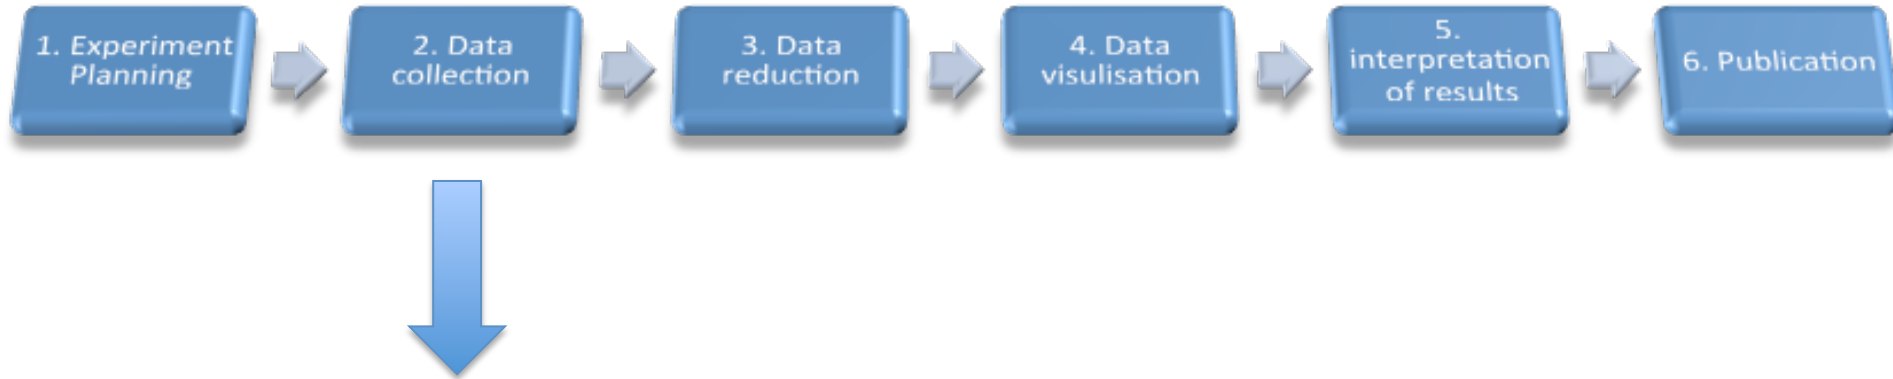 1. Experiment
Planning
2. Data
collection
3. Data
reduction
4. Data
visulisation
5.
interpretation
of results
6. Publication